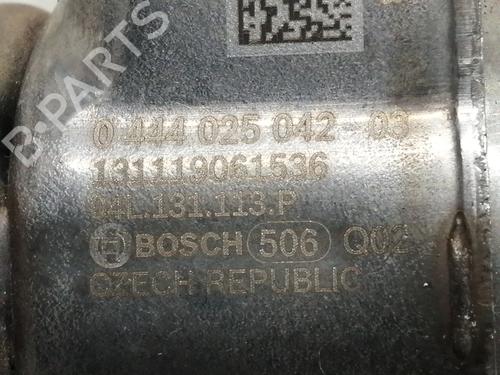 B-PARTS
0 444 025 042-03
131119061536
04L.131.113.P
BOSCH 506 Q02
CZECH REPUBLIC